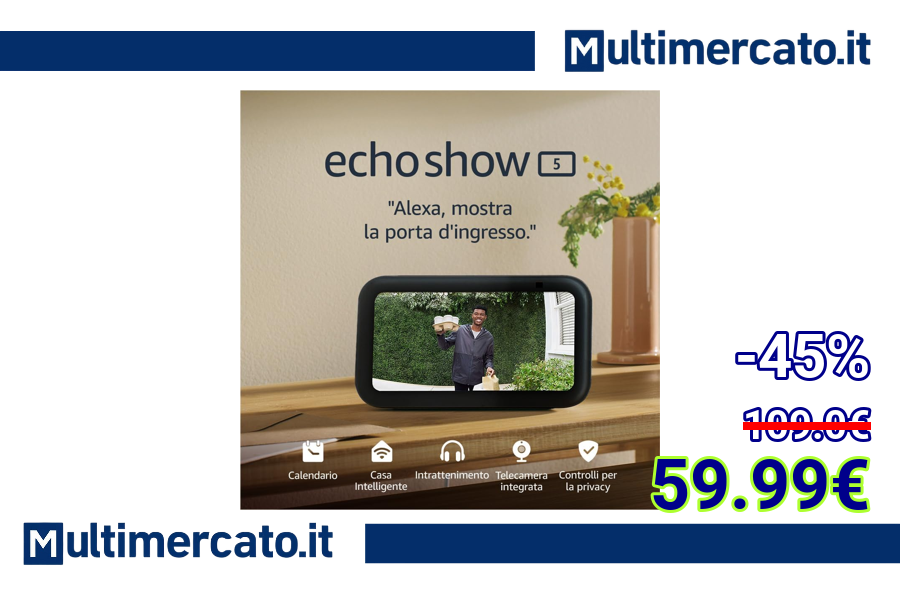 Multimercato.it
echo show 5
"Alexa, mostra
la porta d'ingresso."
-45%
109.0€
59.99€
Calendario
Casa
Intelligente
Intrattenimento
Telecamera
integrata
Controlli per
la privacy
Multimercato.it